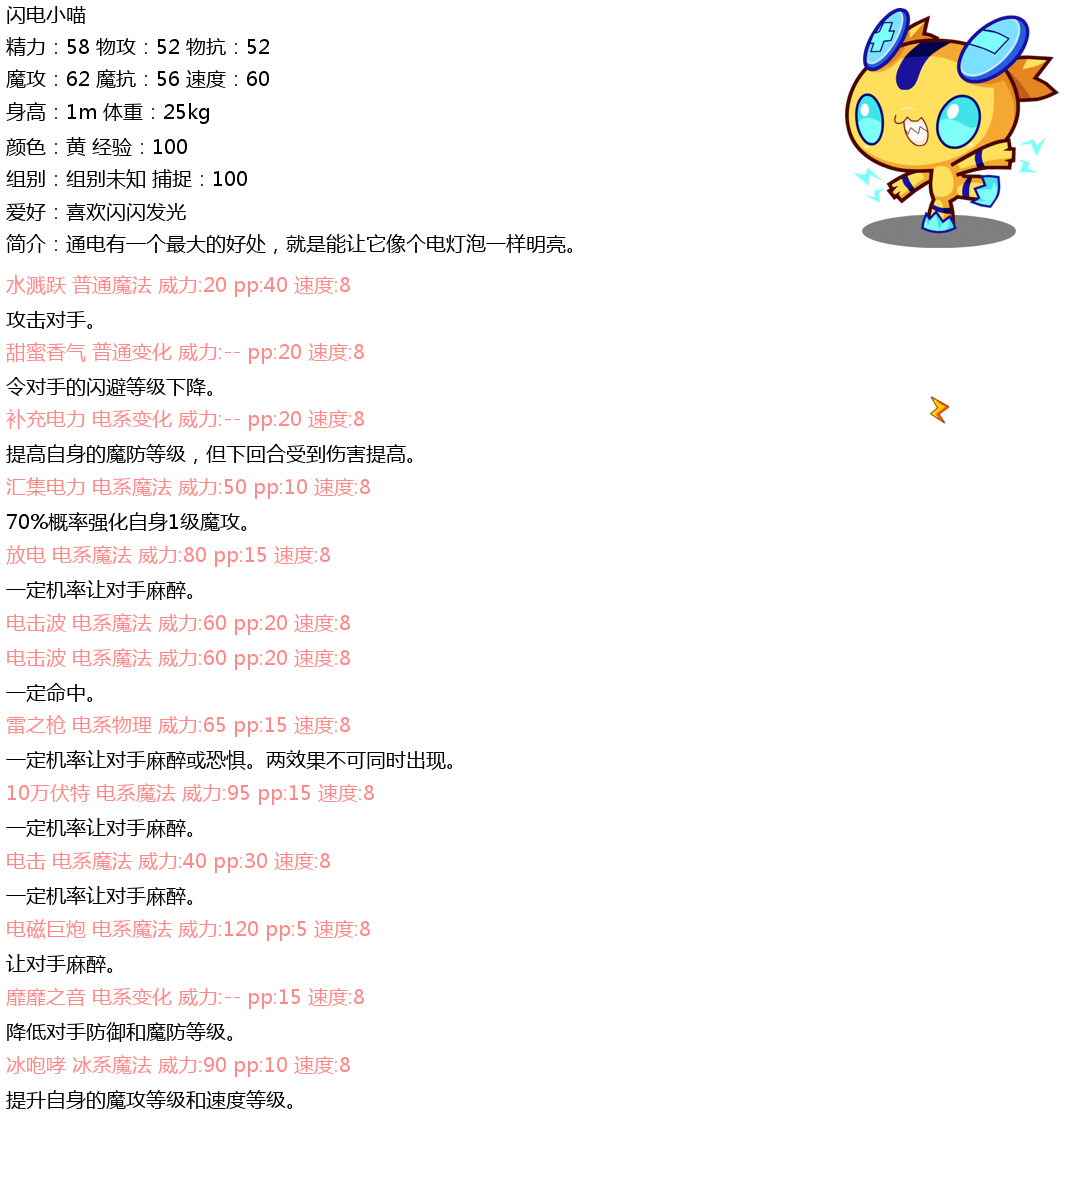 闪电小喵
精力：58 物攻：52 物抗：52
魔攻：62 魔抗：56 速度：60
身高：1m 体重：25kg
颜色：黄 经验：100
组别：组别未知 捕捉：100
爱好：喜欢闪闪发光
简介：通电有一个最大的好处，就是能让它像个电灯泡一样明亮。
水溅跃 普通魔法 威力:20 pp:40 速度:8
攻击对手。
甜蜜香气 普通变化 威力:-- pp:20 速度:8
令对手的闪避等级下降。
补充电力 电系变化 威力:-- pp:20 速度:8
提高自身的魔防等级，但下回合受到伤害提高。
汇集电力 电系魔法 威力:50 pp:10 速度:8
70%概率强化自身1级魔攻。
放电 电系魔法 威力:80 pp:15 速度:8
一定机率让对手麻醉。
电击波 电系魔法 威力:60 pp:20 速度:8
电击波 电系魔法 威力:60 pp:20 速度:8
一定命中。
雷之枪 电系物理 威力:65 pp:15 速度:8
一定机率让对手麻醉或恐惧。两效果不可同时出现。
10万伏特 电系魔法 威力:95 pp:15 速度:8
一定机率让对手麻醉。
电击 电系魔法 威力:40 pp:30 速度:8
一定机率让对手麻醉。
电磁巨炮 电系魔法 威力:120 pp:5 速度:8
让对手麻醉。
靡靡之音 电系变化 威力:-- pp:15 速度:8
降低对手防御和魔防等级。
冰咆哮 冰系魔法 威力:90 pp:10 速度:8
提升自身的魔攻等级和速度等级。